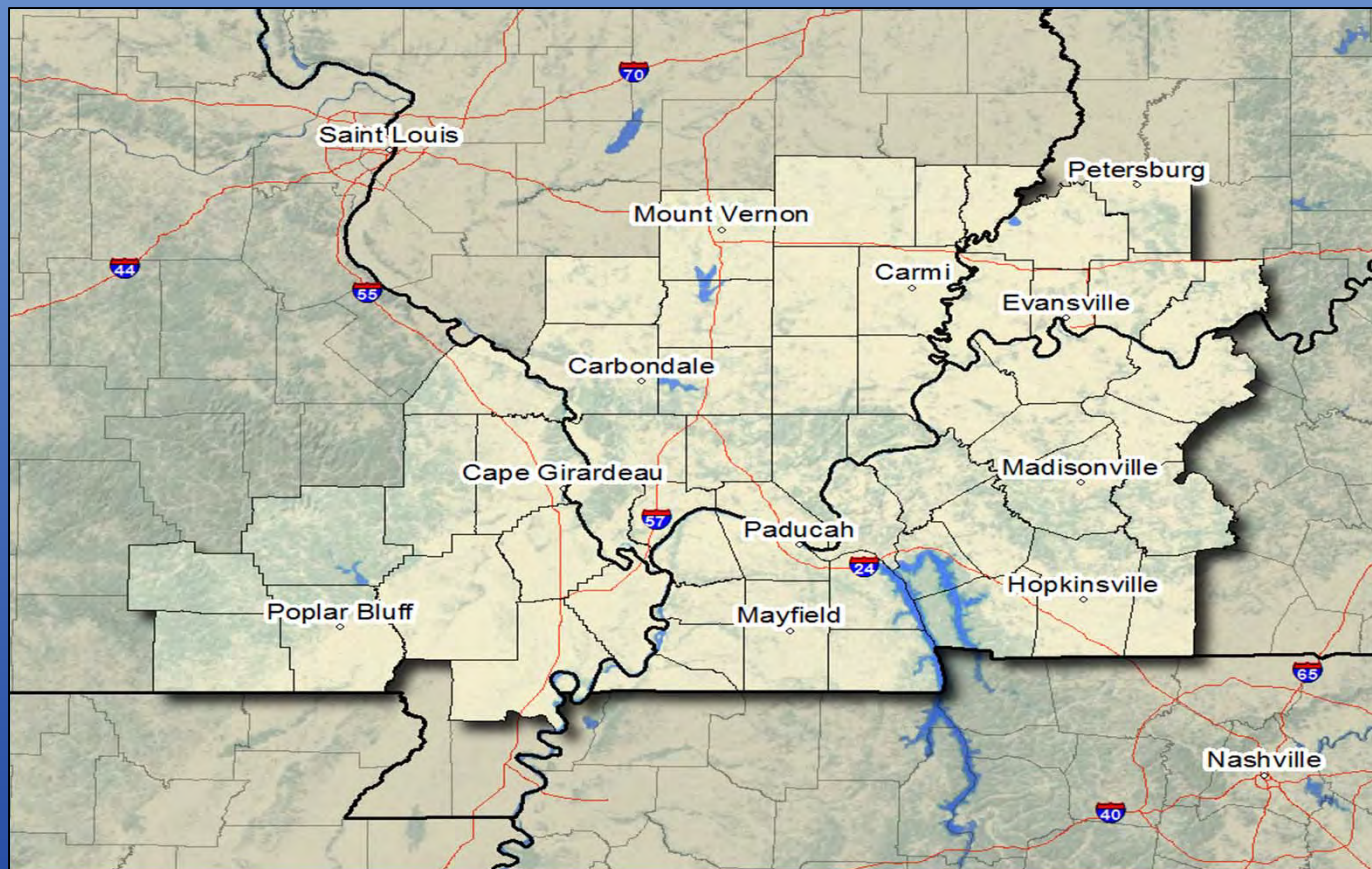 70
Saint Louis
Petersburg
Mount Vernon
44
Carmi
55
Evansville
Carbondale
Cape Girardeau
Madisonville
57
Paducah
24
Hopkinsville
Poplar Bluff
Mayfield
65
Nashville
40